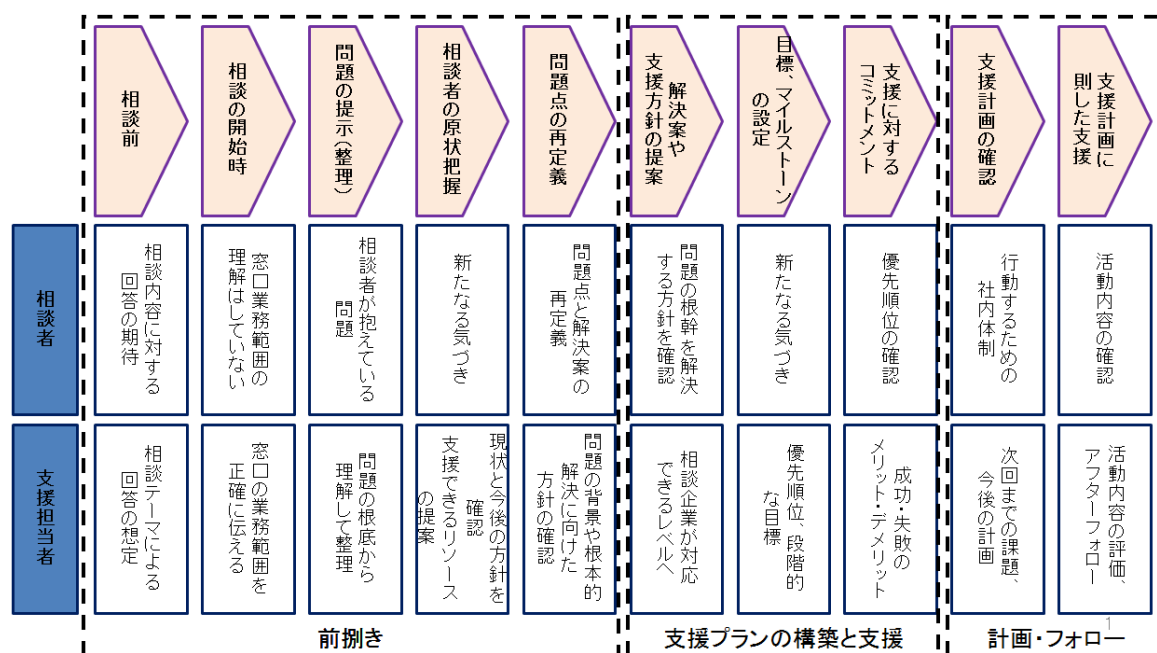 相談前
相談の開始時
問題の提示(整理)
相談者の原状把握
問題点の再定義
解決案や
支援方針の提案
目標、マイルストーン
の設定
支援に対する
コミットメント
支援計画の確認
支援計画に
則した支援
相談者
相談内容に対する
回答の期待
窓口業務範囲の
理解はしていない
相談者が抱えている
問題
新たなる気づき
問題点と解決案の
再定義
問題の根幹を解決
する方針を確認
新たなる気づき
優先順位の確認
行動するための
社内体制
活動内容の確認
支援担当者
相談テーマによる
回答の想定
窓口の業務範囲を
正確に伝える
問題の根底から
理解して整理
現状と今後の方針を
確認
支援できるリソース
の提案
問題の背景や根本的
解決に向けた
方針の確認
相談企業が対応
できるレベルへ
優先順位、段階的
な目標
成功・失敗の
メリット・デメリット
次回までの課題、
今後の計画
活動内容の評価、
アフターフォロー
前捌き
支援プランの構築と支援
計画・フォロー
1